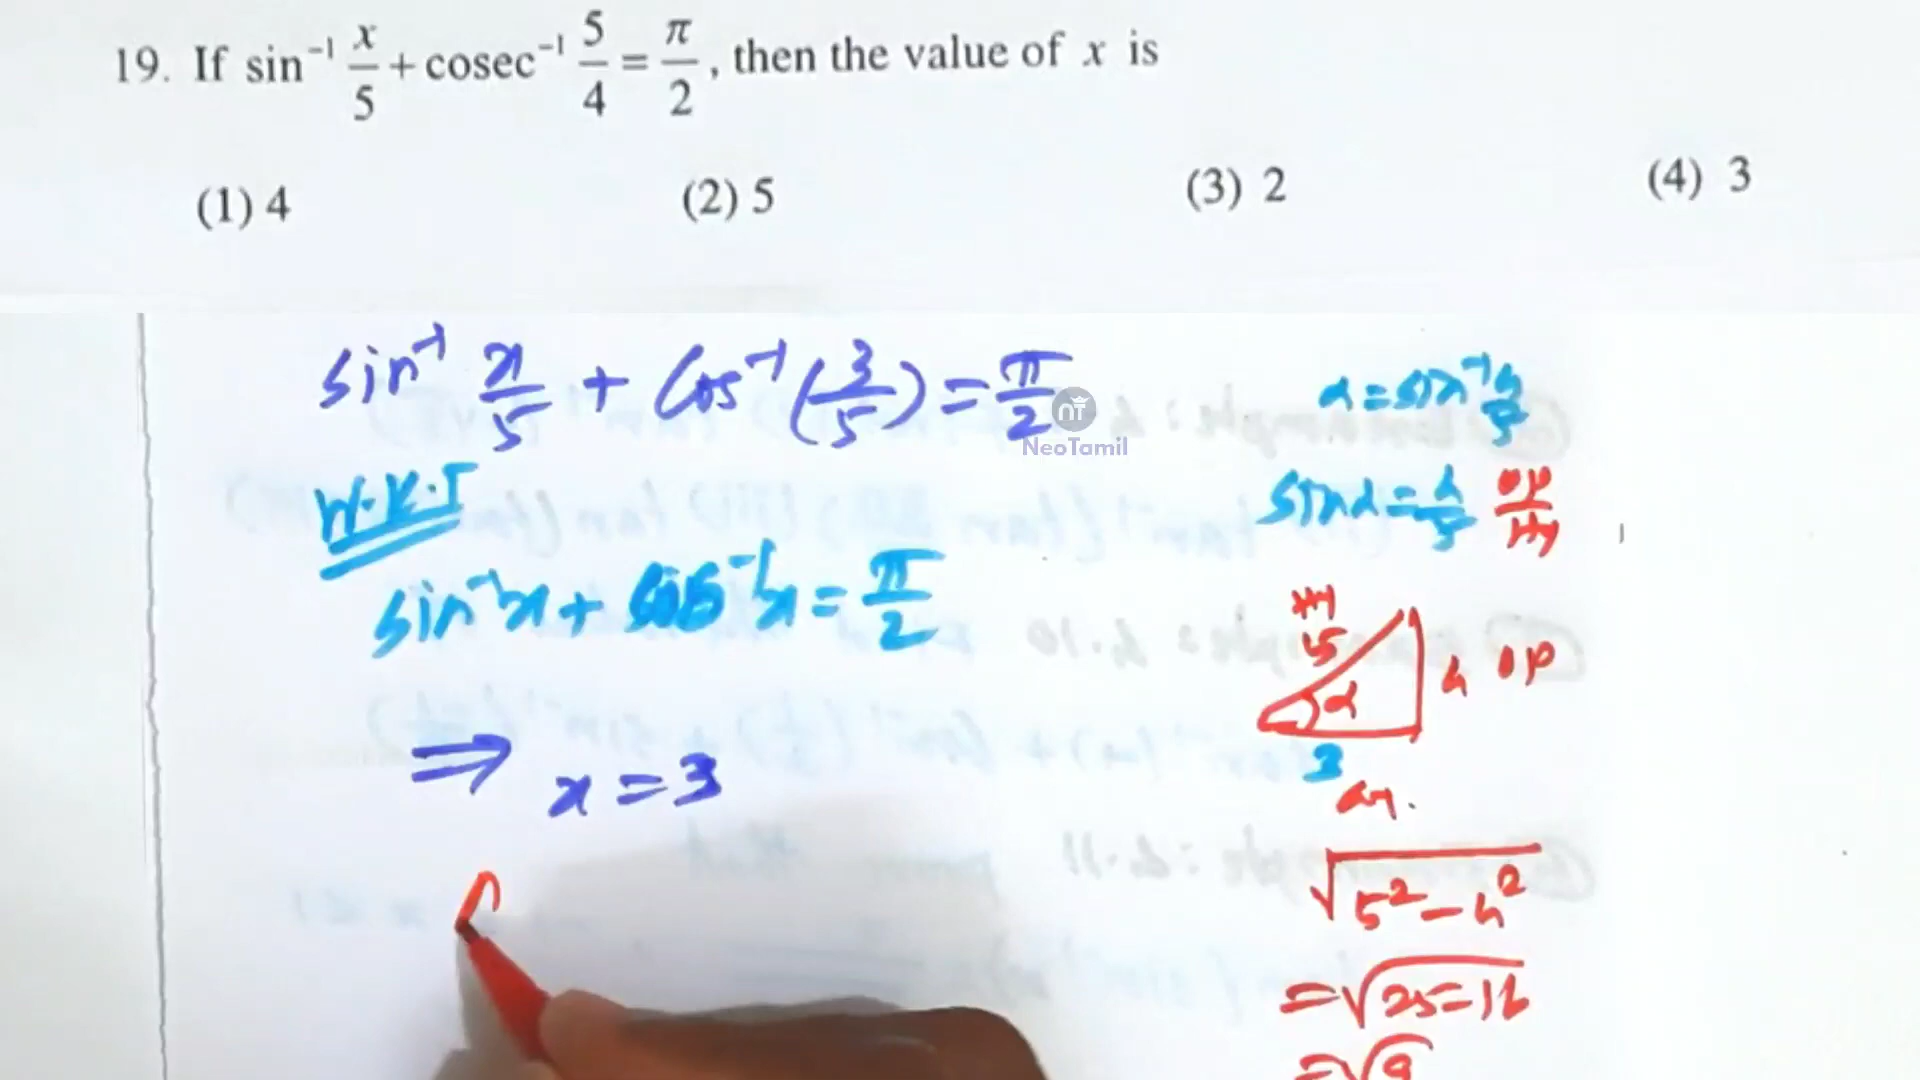 19. If sin⁻¹ x/5 + cosec⁻¹ 5/4 = π/2, then the value of x is
(1) 4 (2) 5 (3) 2 (4) 3
sin⁻¹ x/5 + Cos⁻¹ (3/5) = π/2
NT
NeoTamil
W.K.T
sin⁻¹x + cos⁻¹x = π/2
⇒ x = 3
α = sin⁻¹ 4/5
sin α = 4/5 op/Hy
Hy
5
α
4 op
3
√5² − 4²
= √25 = 16
= √9